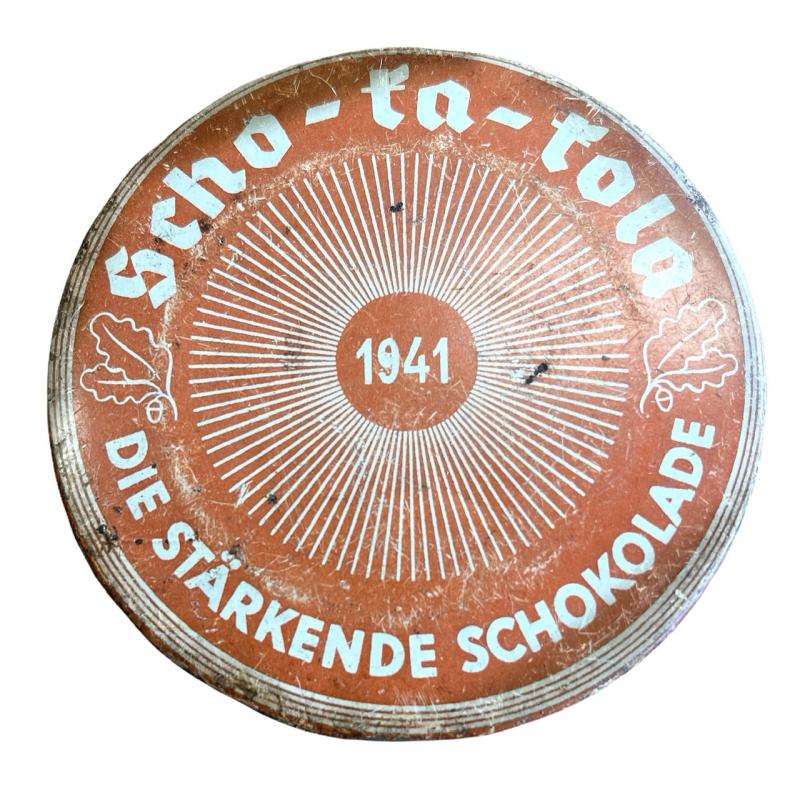 Scho-ka-kola
1941
DIE STÄRKENDE SCHOKOLADE